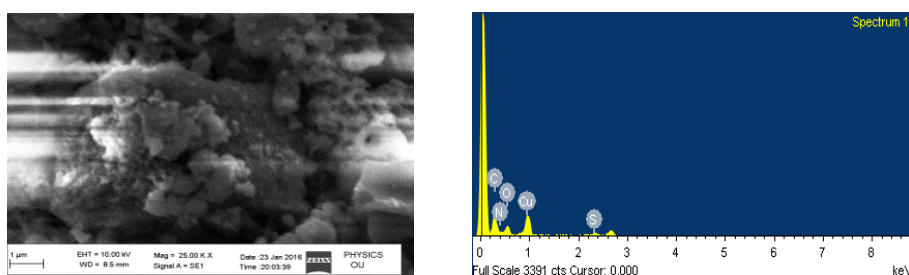 1 µm
EHT = 10.00 kV
WD = 8.5 mm
Mag = 25.00 K X
Signal A = SE1
Date :23 Jan 2016
Time :20:03:39
ZEISS
PHYSICS
OU
Spectrum 1
C
O
N
Cu
S
0 1 2 3 4 5 6 7 8
Full Scale 3391 cts Cursor: 0.000 keV